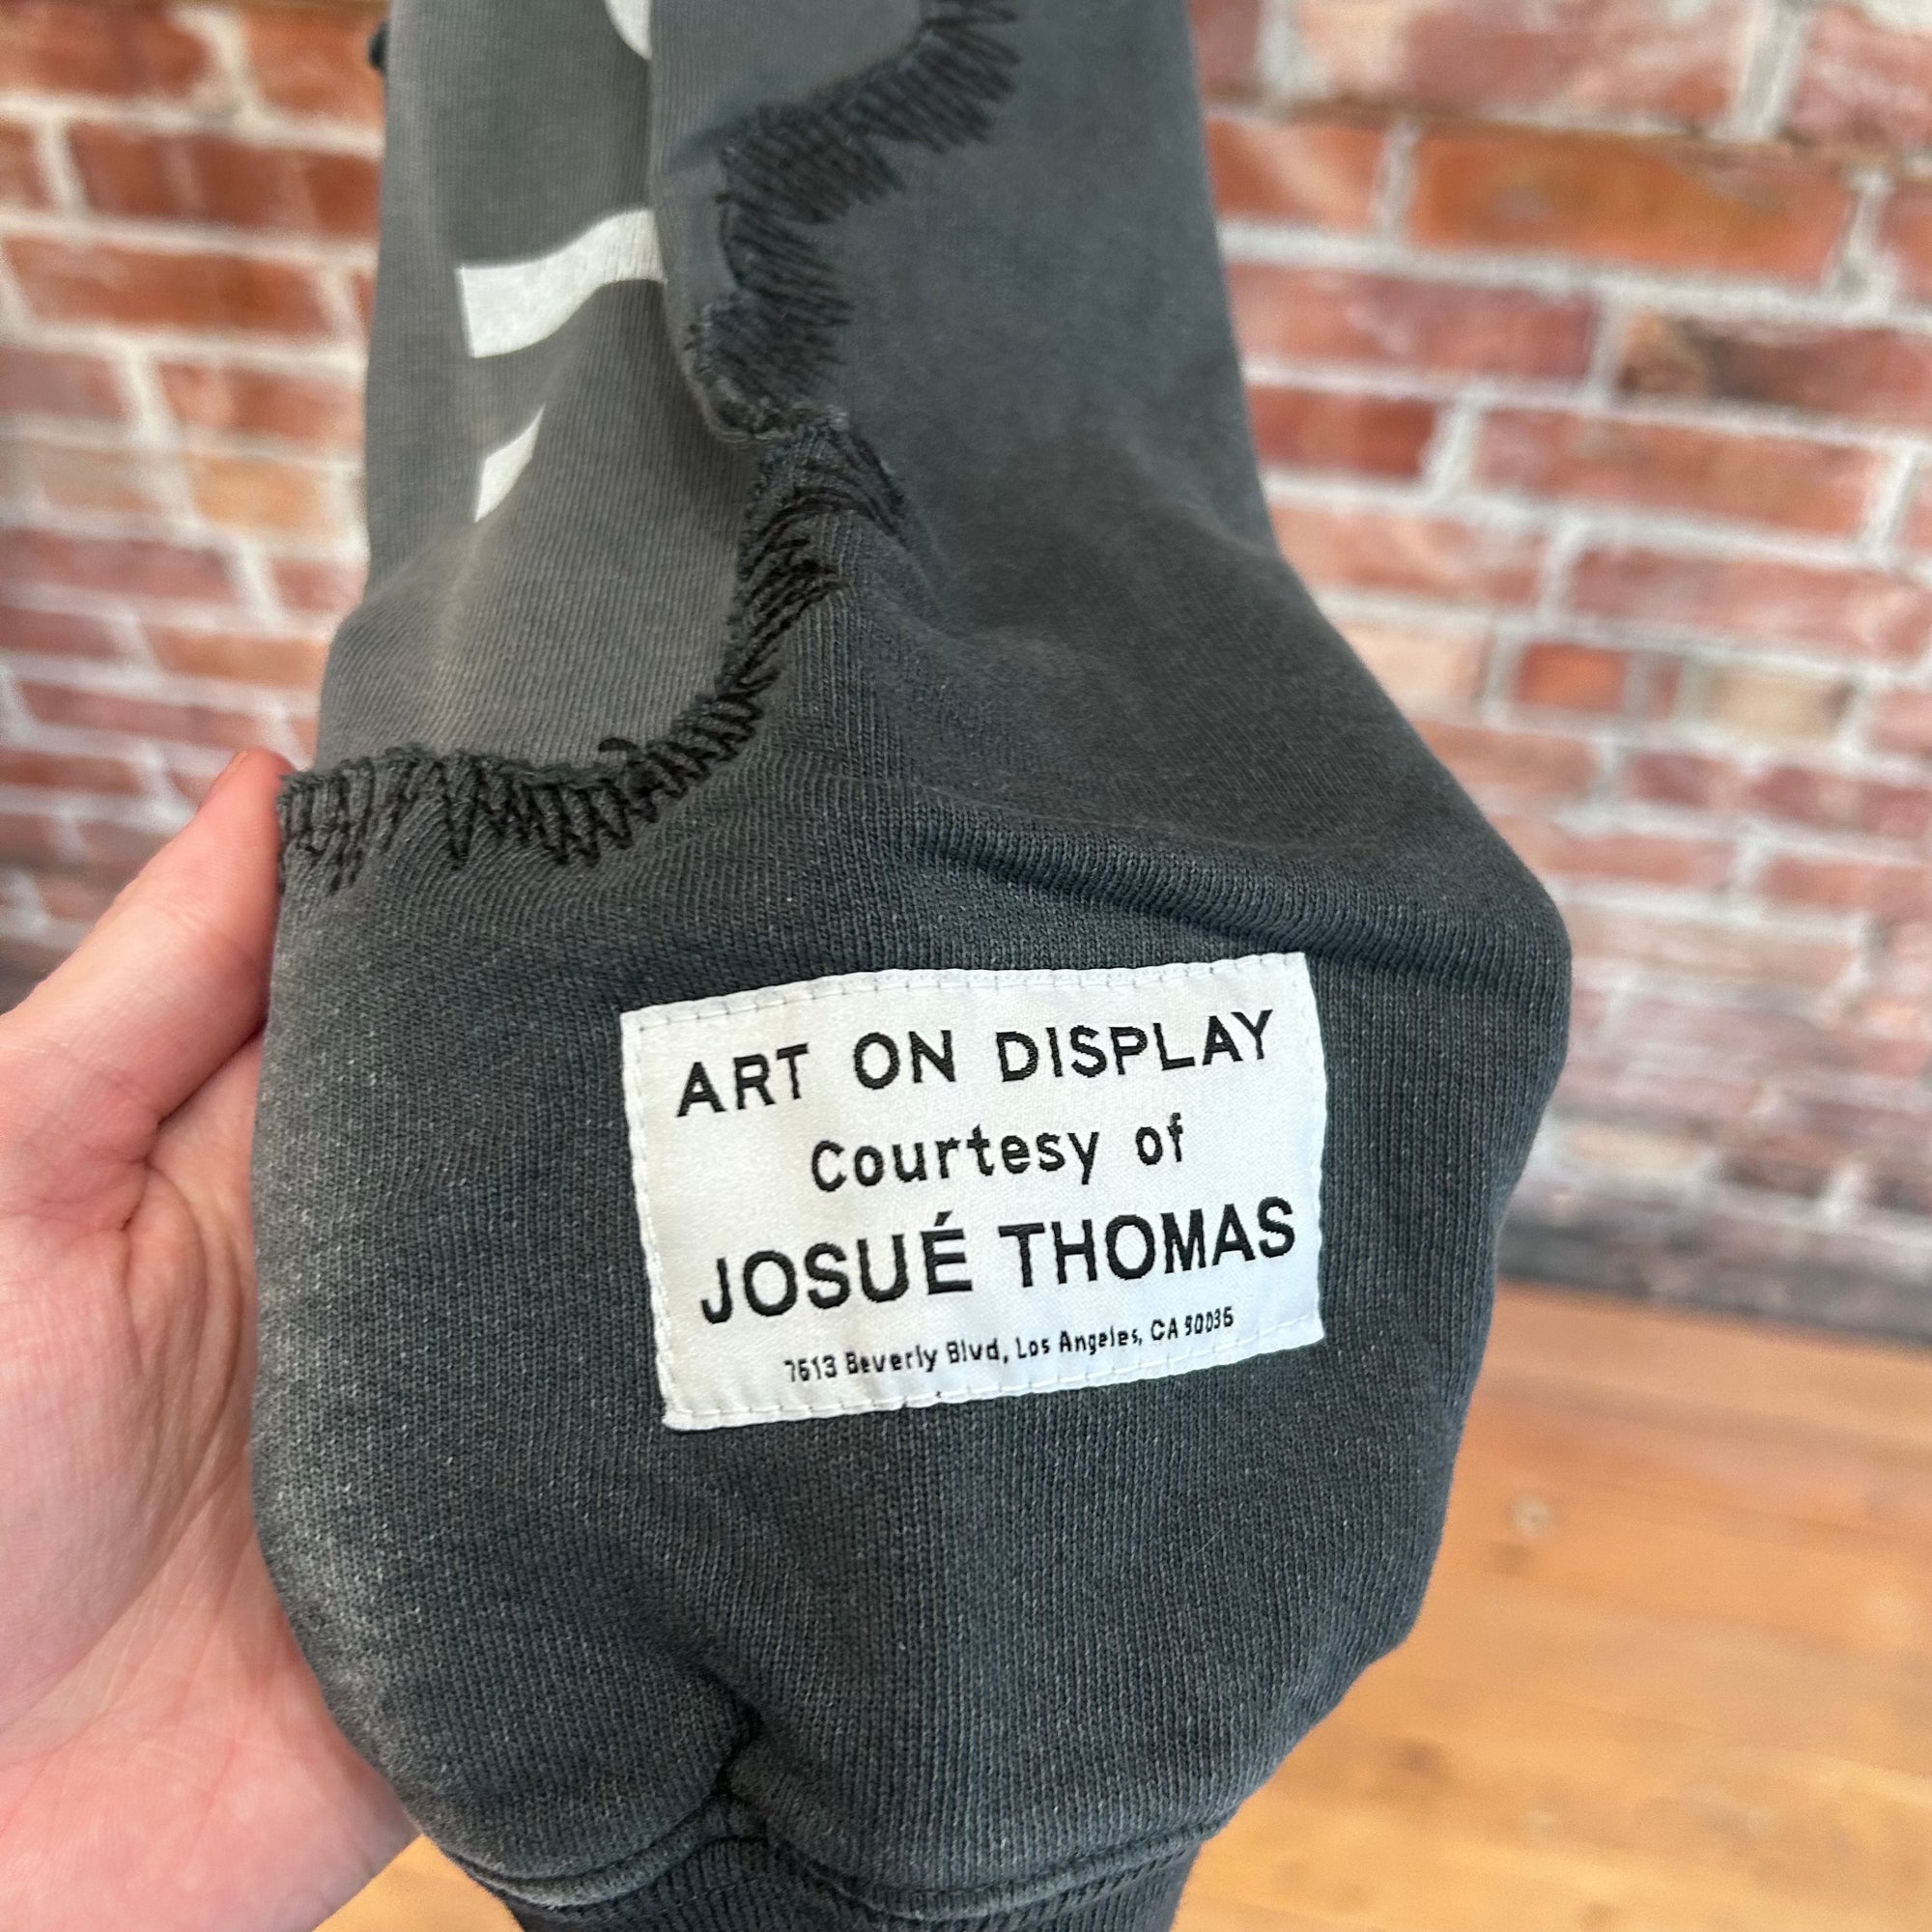 ART ON DISPLAY
Courtesy of
JOSUÉ THOMAS
7613 Beverly Blvd, Los Angeles, CA 90036